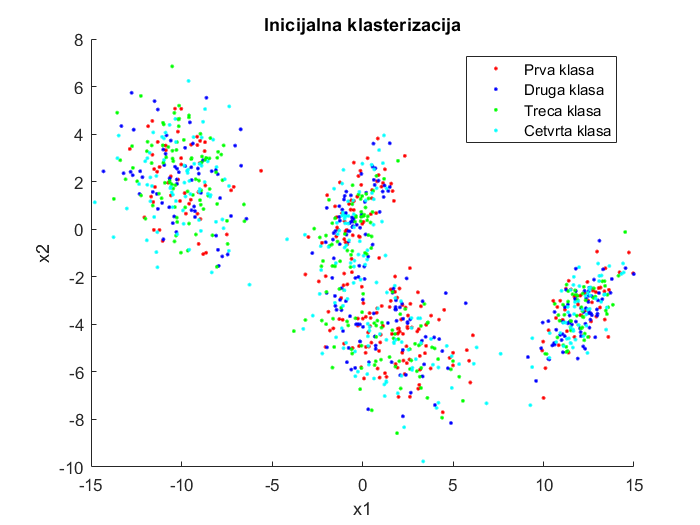 Inicijalna klasterizacija
Prva klasa
Druga klasa
Treca klasa
Cetvrta klasa
8
6
4
2
0
-2
-4
-6
-8
-10
x2
-15
-10
-5
0
5
10
15
x1